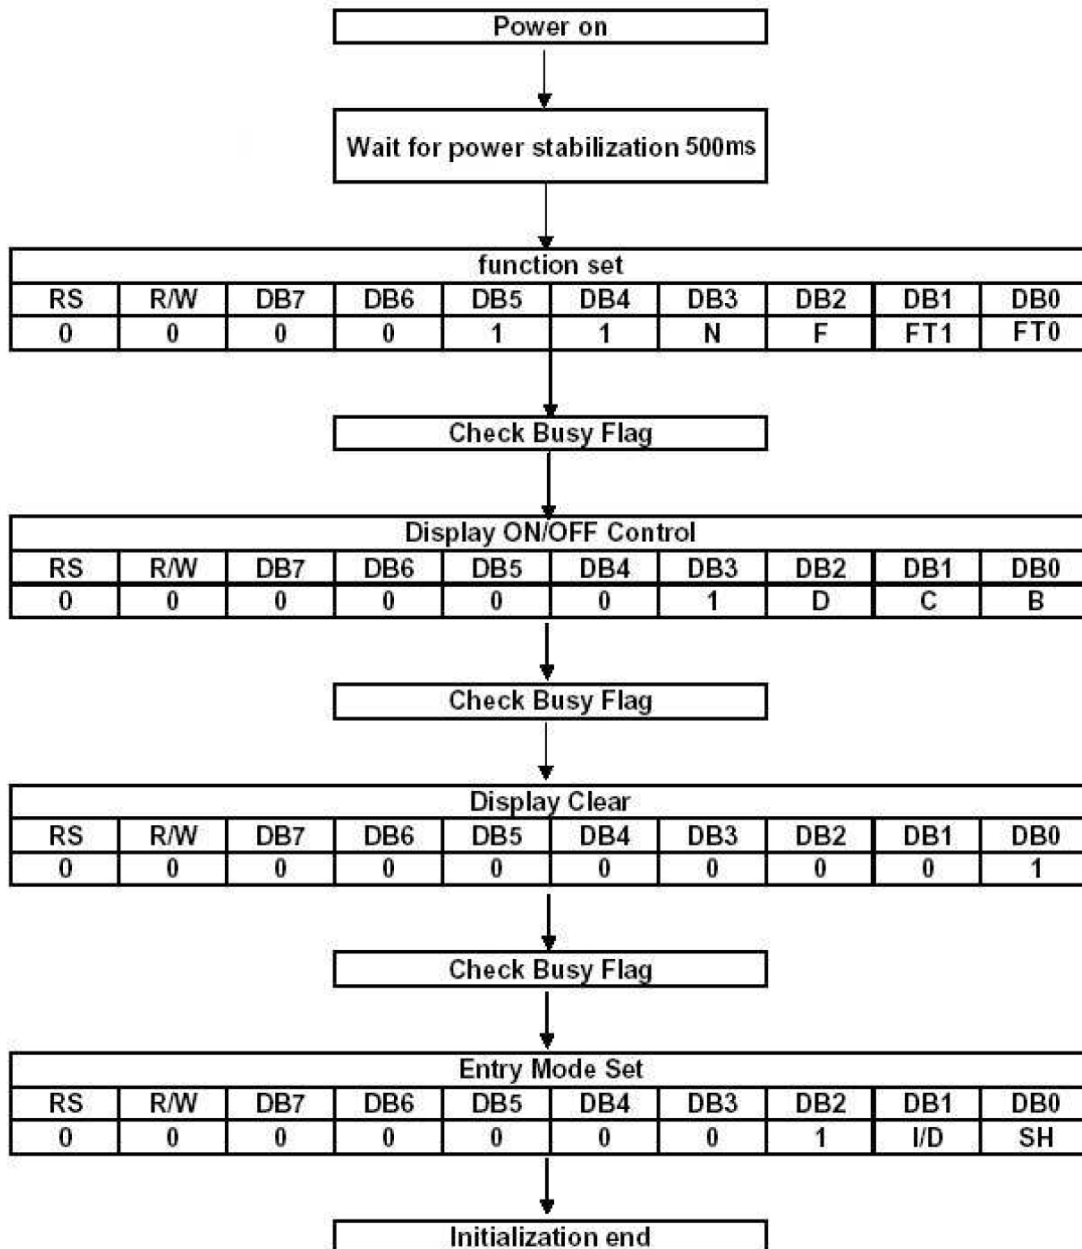 Power on
Wait for power stabilization 500ms
function set
RS R/W DB7 DB6 DB5 DB4 DB3 DB2 DB1 DB0
0 0 0 0 1 1 N F FT1 FT0
Check Busy Flag
Display ON/OFF Control
RS R/W DB7 DB6 DB5 DB4 DB3 DB2 DB1 DB0
0 0 0 0 0 0 1 D C B
Check Busy Flag
Display Clear
RS R/W DB7 DB6 DB5 DB4 DB3 DB2 DB1 DB0
0 0 0 0 0 0 0 0 0 1
Check Busy Flag
Entry Mode Set
RS R/W DB7 DB6 DB5 DB4 DB3 DB2 DB1 DB0
0 0 0 0 0 0 0 1 I/D SH
Initialization end